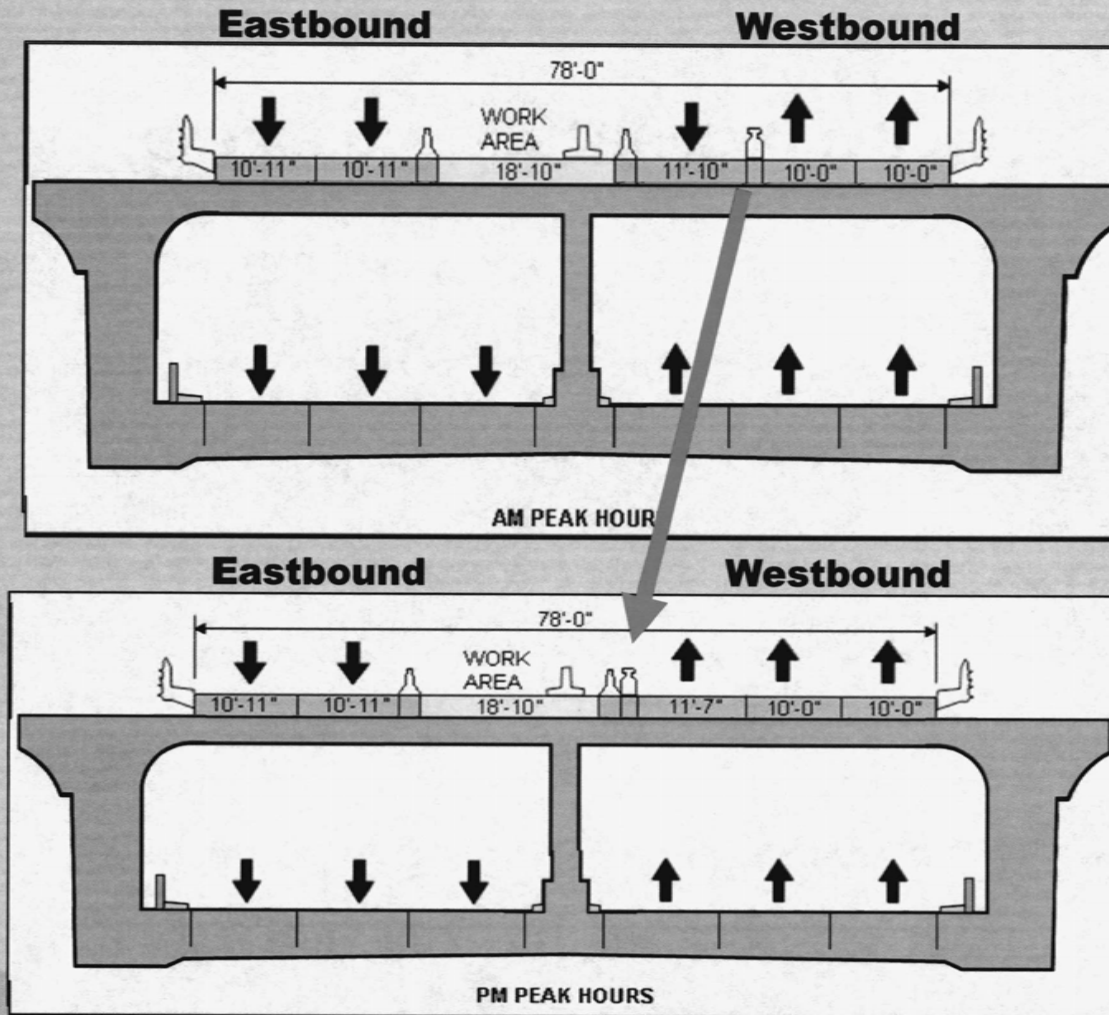 Eastbound Westbound
78'-0"
WORK
AREA
10'-11" 10'-11" 18'-10" 11'-10" 10'-0" 10'-0"
AM PEAK HOUR
Eastbound Westbound
78'-0"
WORK
AREA
10'-11" 10'-11" 18'-10" 11'-7" 10'-0" 10'-0"
PM PEAK HOURS